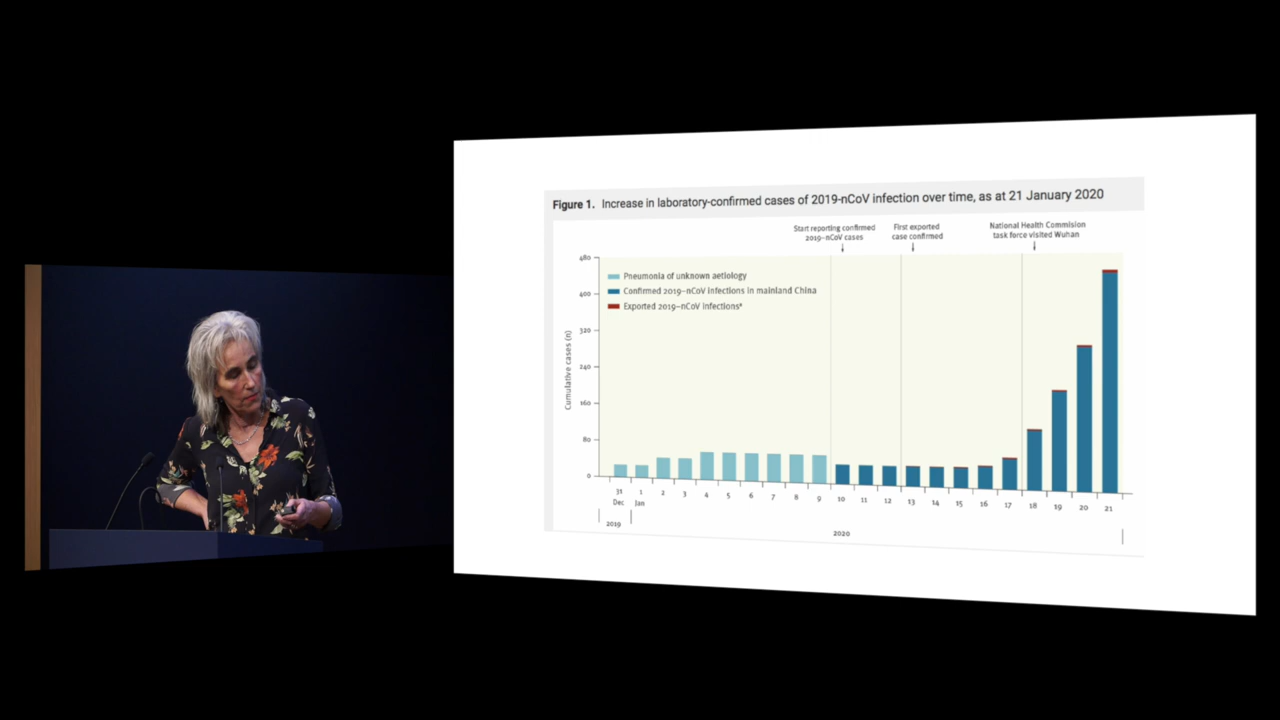 Figure 1. Increase in laboratory-confirmed cases of 2019-nCoV infection over time, as at 21 January 2020
Start reporting confirmed
2019–nCoV cases
First exported
case confirmed
National Health Commision
task force visited Wuhan
Pneumonia of unknown aetiology
Confirmed 2019–nCoV infections in mainland China
Exported 2019–nCoV infections*
Cumulative cases (n)
480
400
320
240
160
80
0
31 1 2 3 4 5 6 7 8 9 10 11 12 13 14 15 16 17 18 19 20 21
Dec Jan
2019 2020